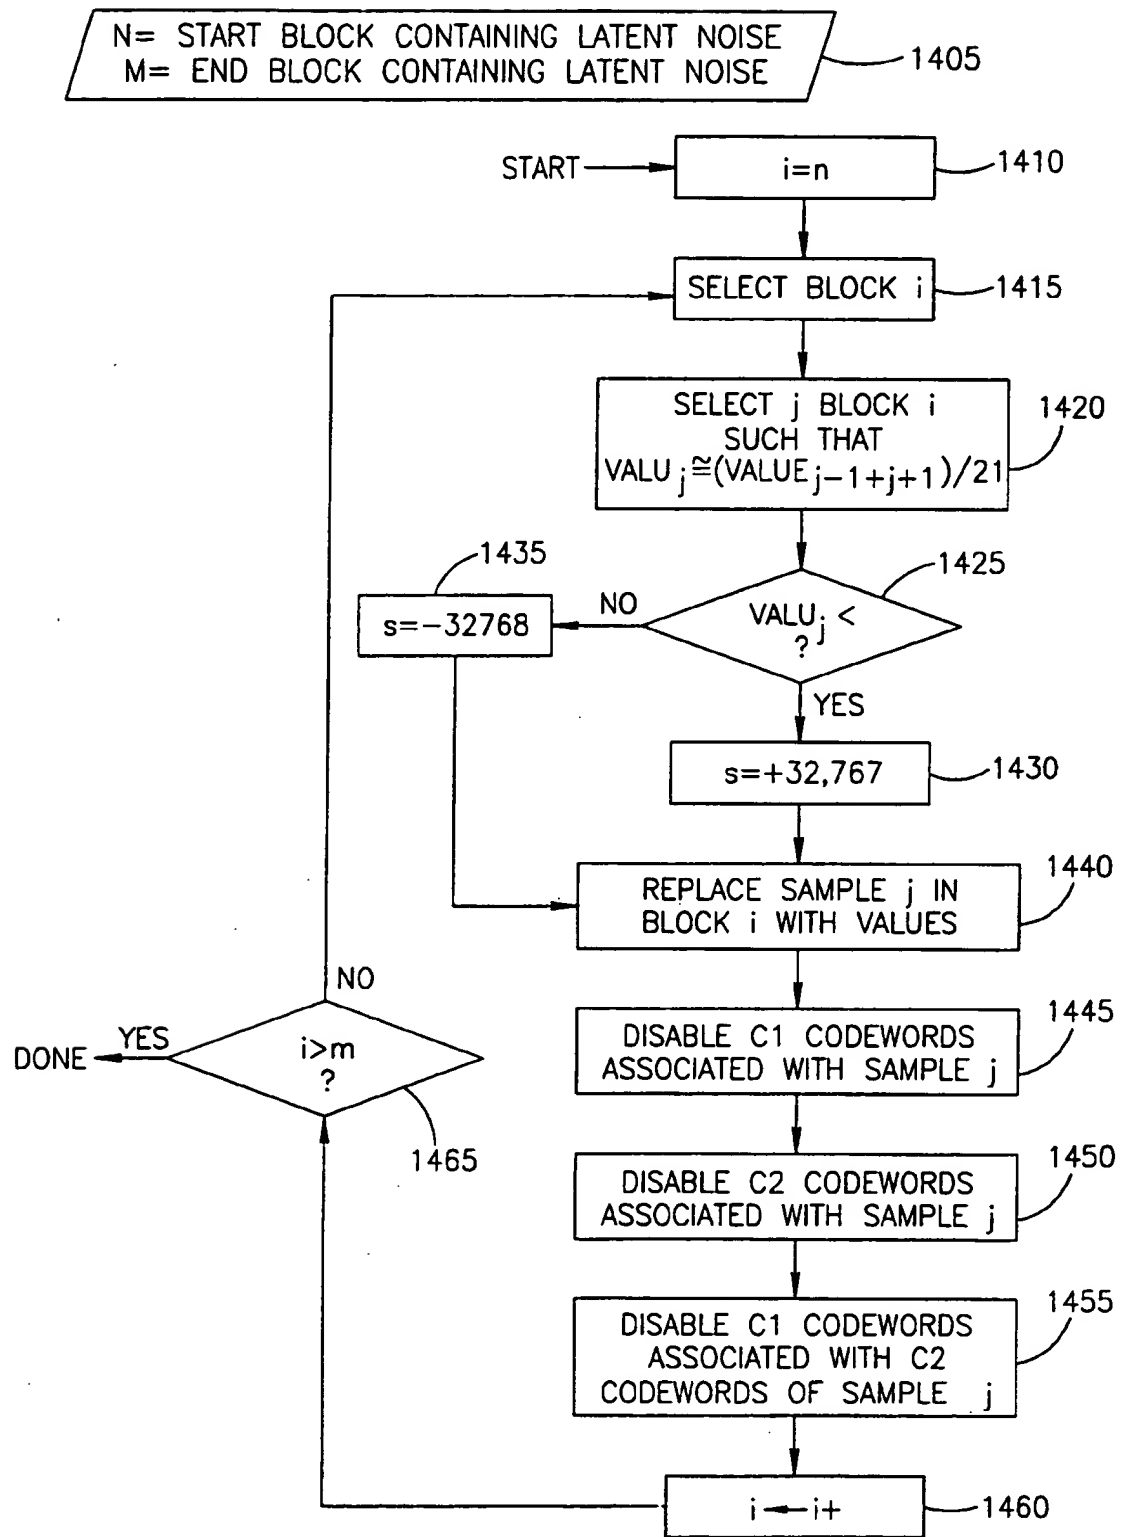 N= START BLOCK CONTAINING LATENT NOISE
M= END BLOCK CONTAINING LATENT NOISE
1405
START
i=n
1410
SELECT BLOCK i
1415
SELECT j BLOCK i
SUCH THAT
VALU j≅(VALUE j-1+j+1)/21
1420
1435
s=-32768
NO
VALU j <
?
1425
YES
s=+32,767
1430
REPLACE SAMPLE j IN
BLOCK i WITH VALUES
1440
DISABLE C1 CODEWORDS
ASSOCIATED WITH SAMPLE j
1445
DISABLE C2 CODEWORDS
ASSOCIATED WITH SAMPLE j
1450
DISABLE C1 CODEWORDS
ASSOCIATED WITH C2
CODEWORDS OF SAMPLE j
1455
i←i+
1460
NO
i>m
?
YES
DONE
1465